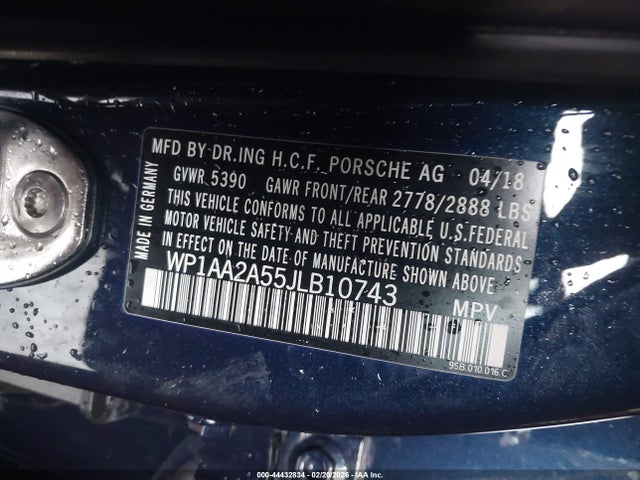 MFD BY DR.ING H.C.F. PORSCHE AG 04/18
GVWR 5390 GAWR FRONT/REAR 2778/2888 LBS
THIS VEHICLE CONFORMS TO ALL APPLICABLE U.S.FEDERAL
MOTOR VEHICLE SAFETY AND THEFT PREVENTION STANDARDS
IN EFFECT ON THE DATE OF MANUFACTURE SHOWN ABOVE.
WP1AA2A55JLB10743
MPV
MADE IN GERMANY
95B.010.016.C
000-44432834 - 02/20/2026 - IAA Inc.